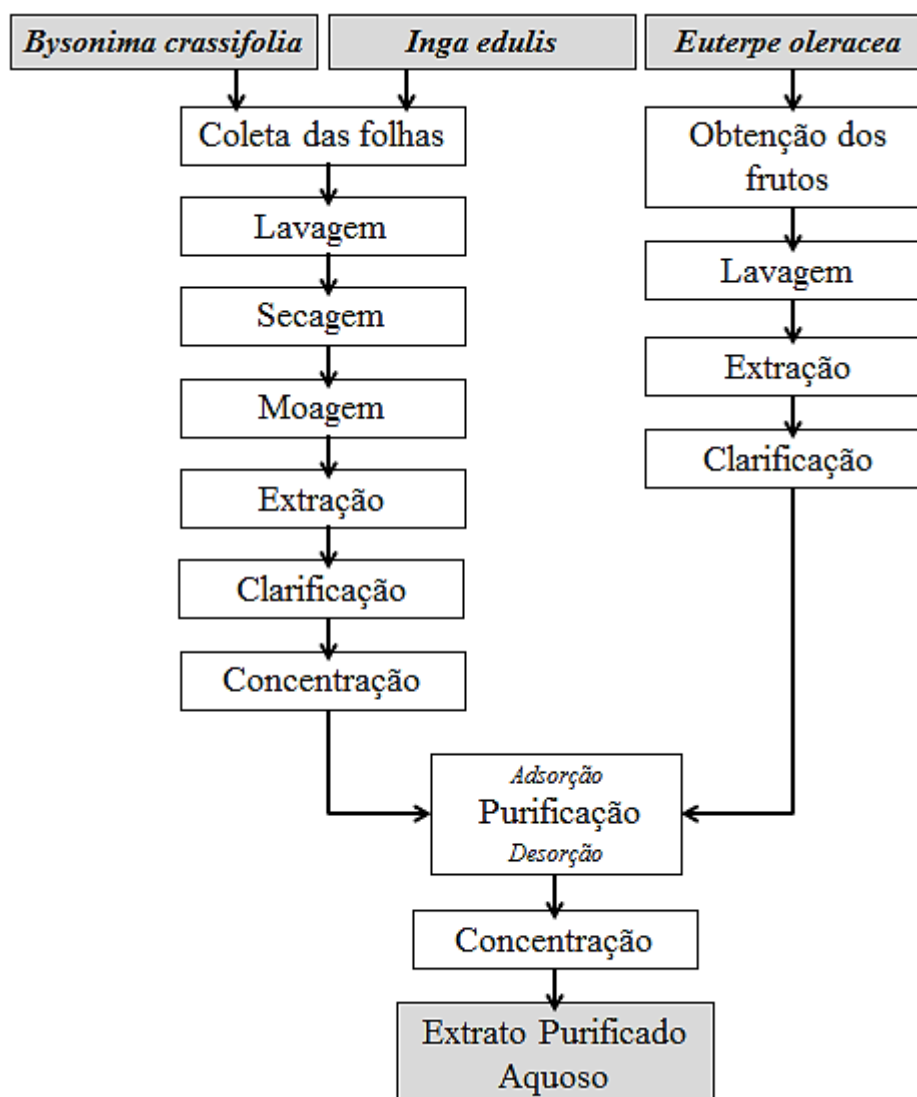 Bysonima crassifolia
Inga edulis
Euterpe oleracea
Coleta das folhas
Lavagem
Secagem
Moagem
Extração
Clarificação
Concentração
Obtenção dos
frutos
Lavagem
Extração
Clarificação
Adsorção
Purificação
Desorção
Concentração
Extrato Purificado
Aquoso